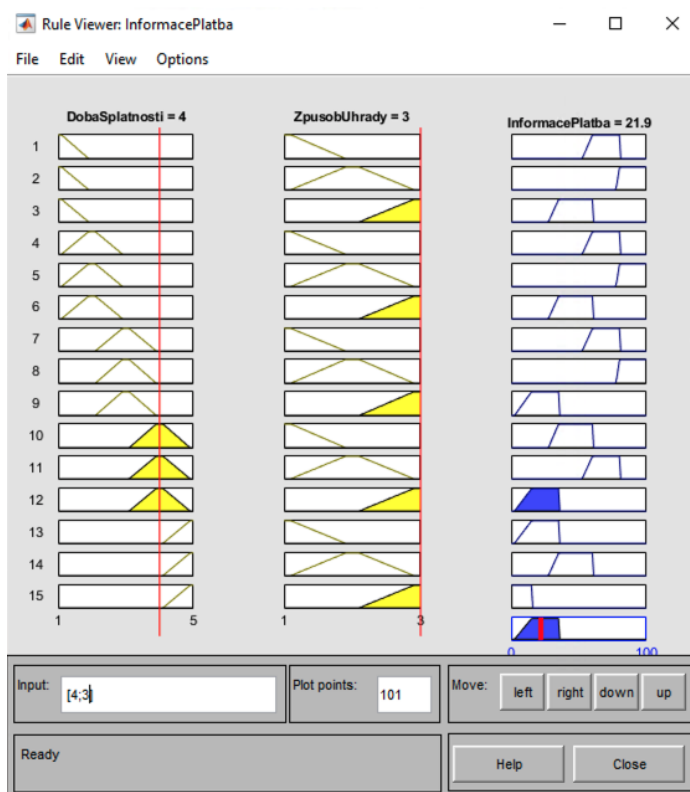 Rule Viewer: InformacePlatba
File Edit View Options
DobaSplatnosti = 4 ZpusobUhrady = 3 InformacePlatba = 21.9
1
2
3
4
5
6
7
8
9
10
11
12
13
14
15
1 5 3
0 100
Input: [4;3] Plot points: 101 Move: left right down up
Ready Help Close